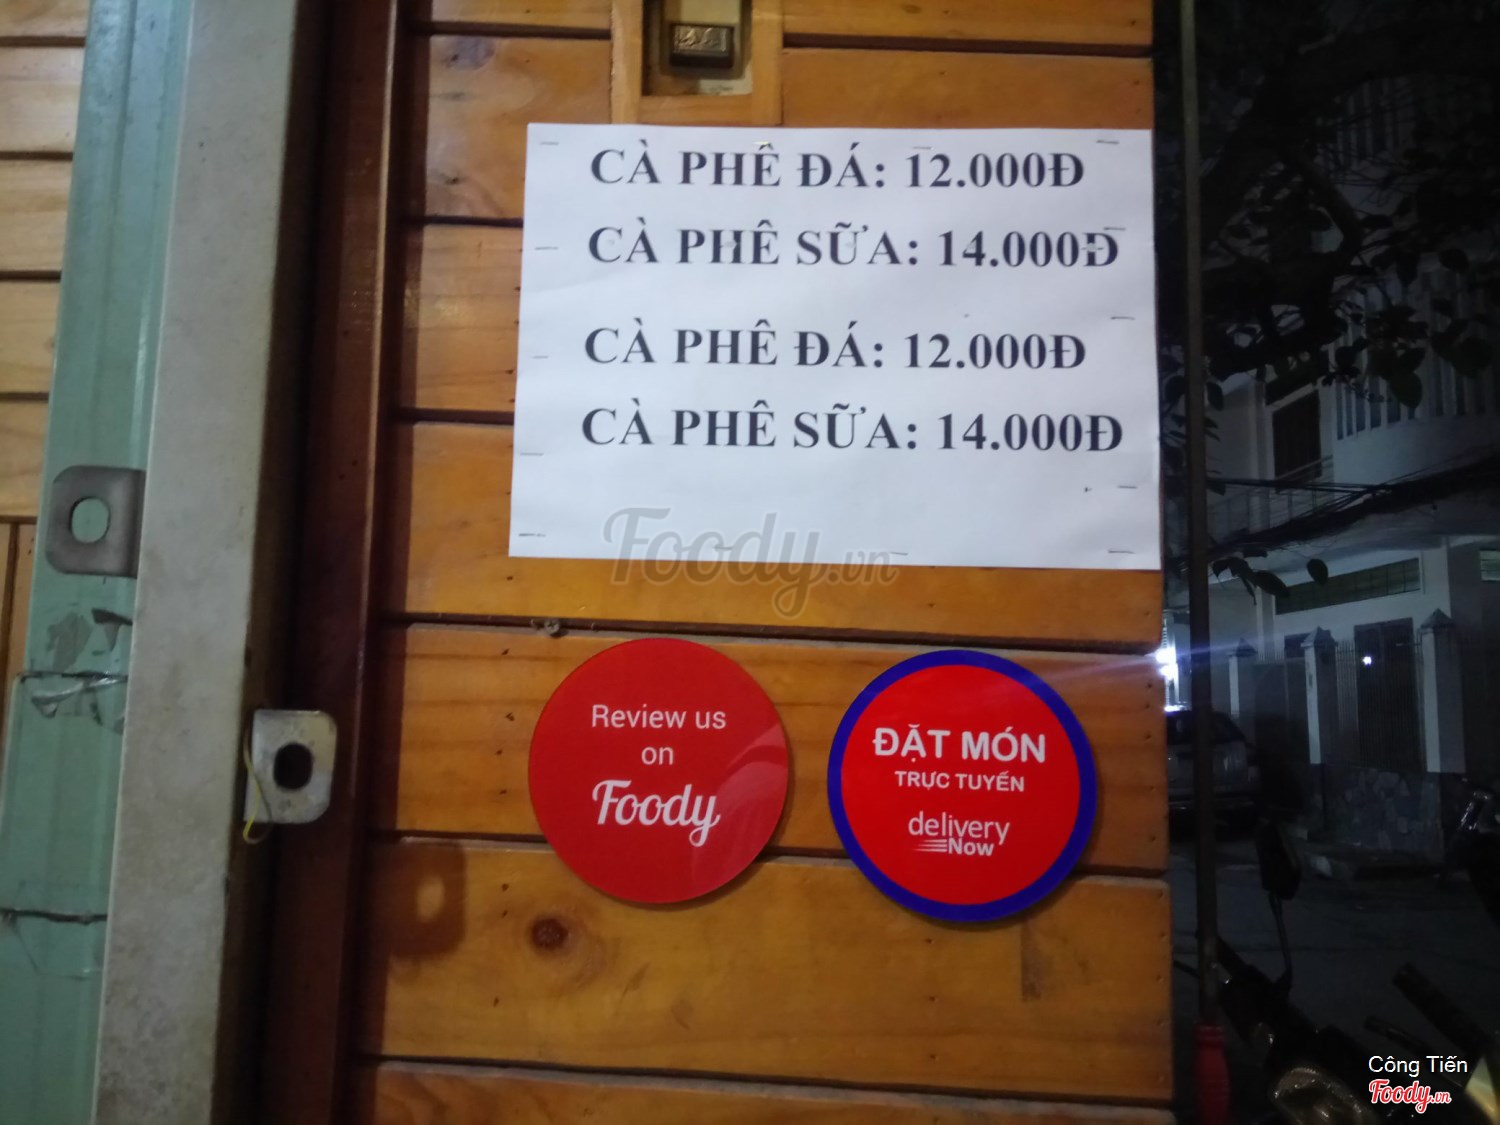 CÀ PHÊ ĐÁ: 12.000Đ
CÀ PHÊ SỮA: 14.000Đ
CÀ PHÊ ĐÁ: 12.000Đ
CÀ PHÊ SỮA: 14.000Đ
Foody.vn
Review us
on
Foody
ĐẶT MÓN
TRỰC TUYẾN
delivery
Now
Công Tiến
Foody.vn